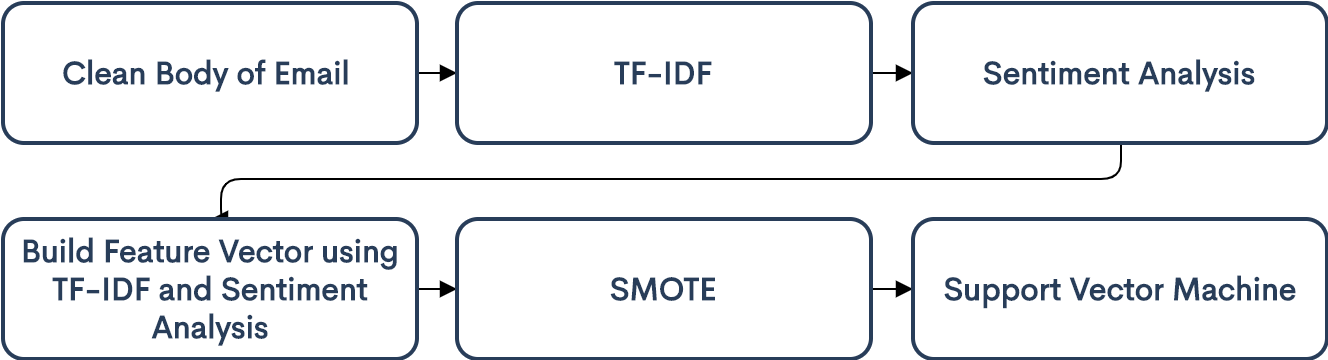 Clean Body of Email
TF-IDF
Sentiment Analysis
Build Feature Vector using
TF-IDF and Sentiment
Analysis
SMOTE
Support Vector Machine